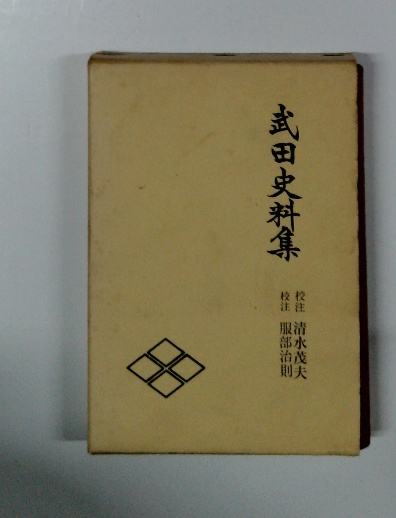 武田史料集
校注 清水茂夫
校注 服部治則